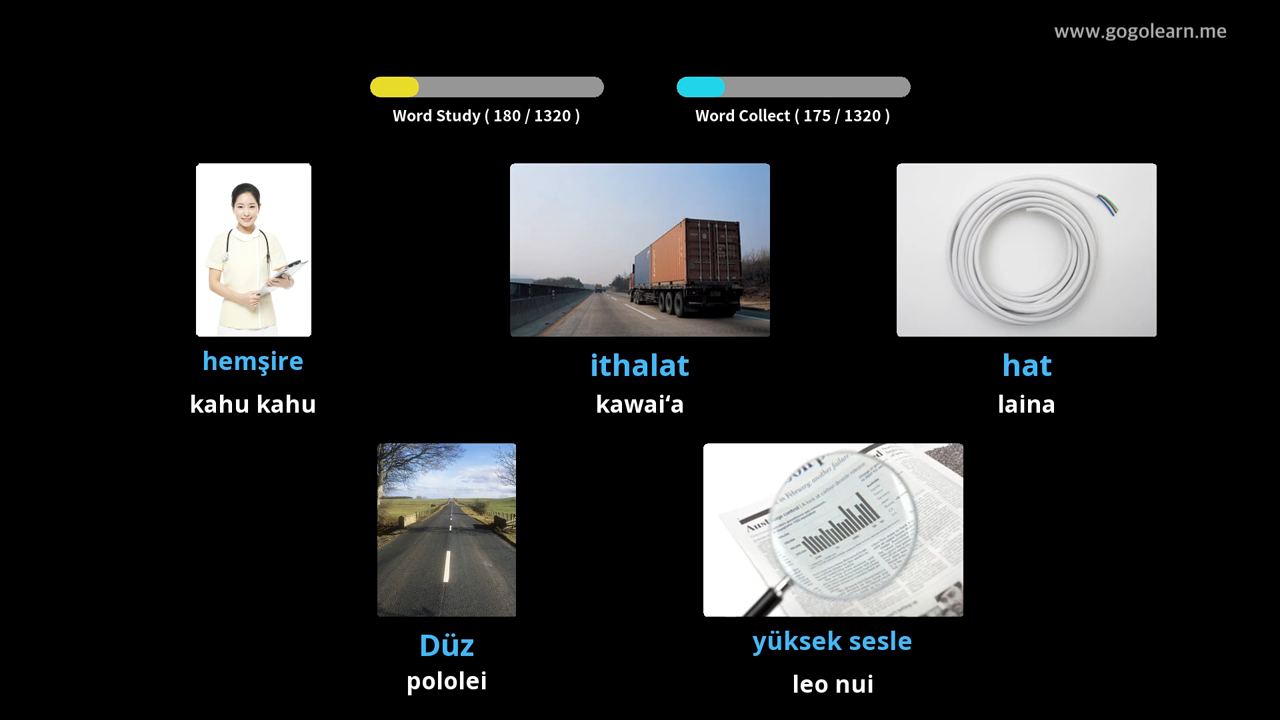 www.gogolearn.me
Word Study ( 180 / 1320 )
Word Collect ( 175 / 1320 )
hemşire
ithalat
hat
kahu kahu
kawaiʻa
laina
Düz
yüksek sesle
pololei
leo nui